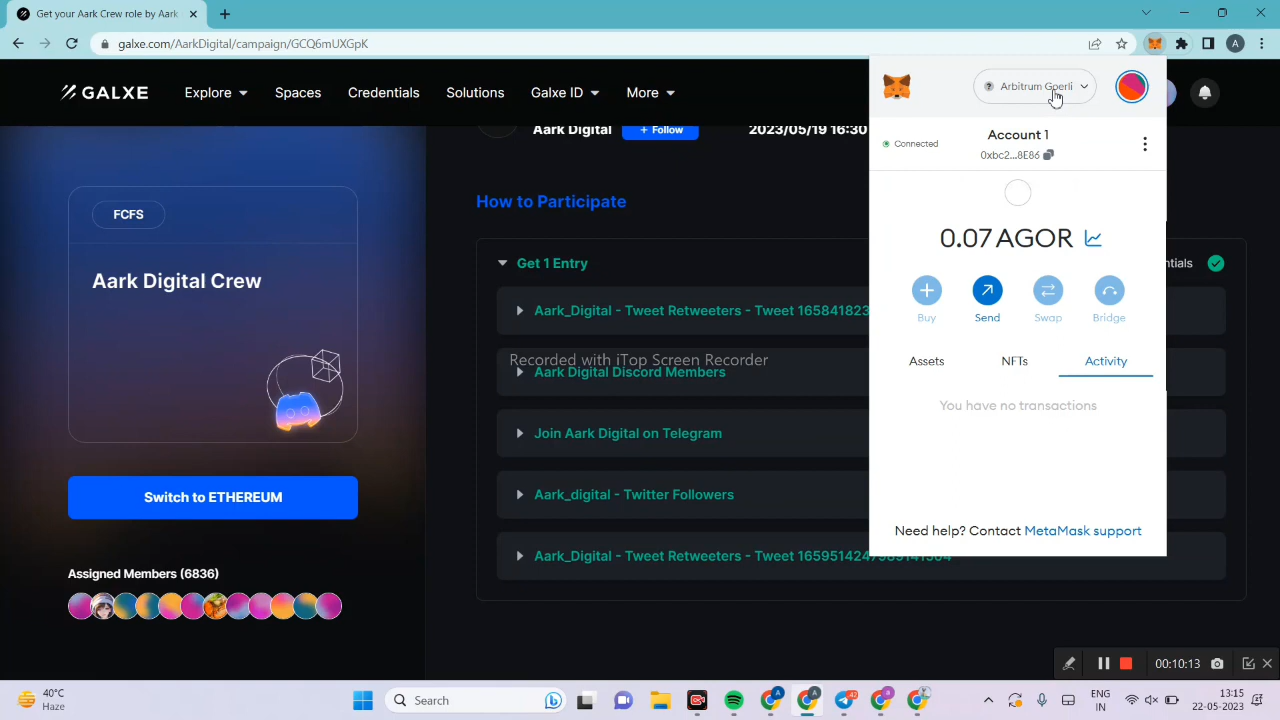 Get your Aark Crew role by Aark
galxe.com/AarkDigital/campaign/GCQ6mUXGpK
A
GALXE
Explore
Spaces
Credentials
Solutions
Galxe ID
More
Arbitrum Goerli
Connected
Account 1
0xbc2...8E86
0.07 AGOR
Buy
Send
Swap
Bridge
Assets
NFTs
Activity
You have no transactions
Need help? Contact MetaMask support
Aark Digital
+ Follow
2023/05/19 16:30
FCFS
Aark Digital Crew
Switch to ETHEREUM
Assigned Members (6836)
How to Participate
Get 1 Entry
Aark_Digital - Tweet Retweeters - Tweet 165841823
Recorded with iTop Screen Recorder
Aark Digital Discord Members
Join Aark Digital on Telegram
Aark_digital - Twitter Followers
Aark_Digital - Tweet Retweeters - Tweet
00:10:13
40°C
Haze
Search
ENG
IN
13:15
22-05-2023